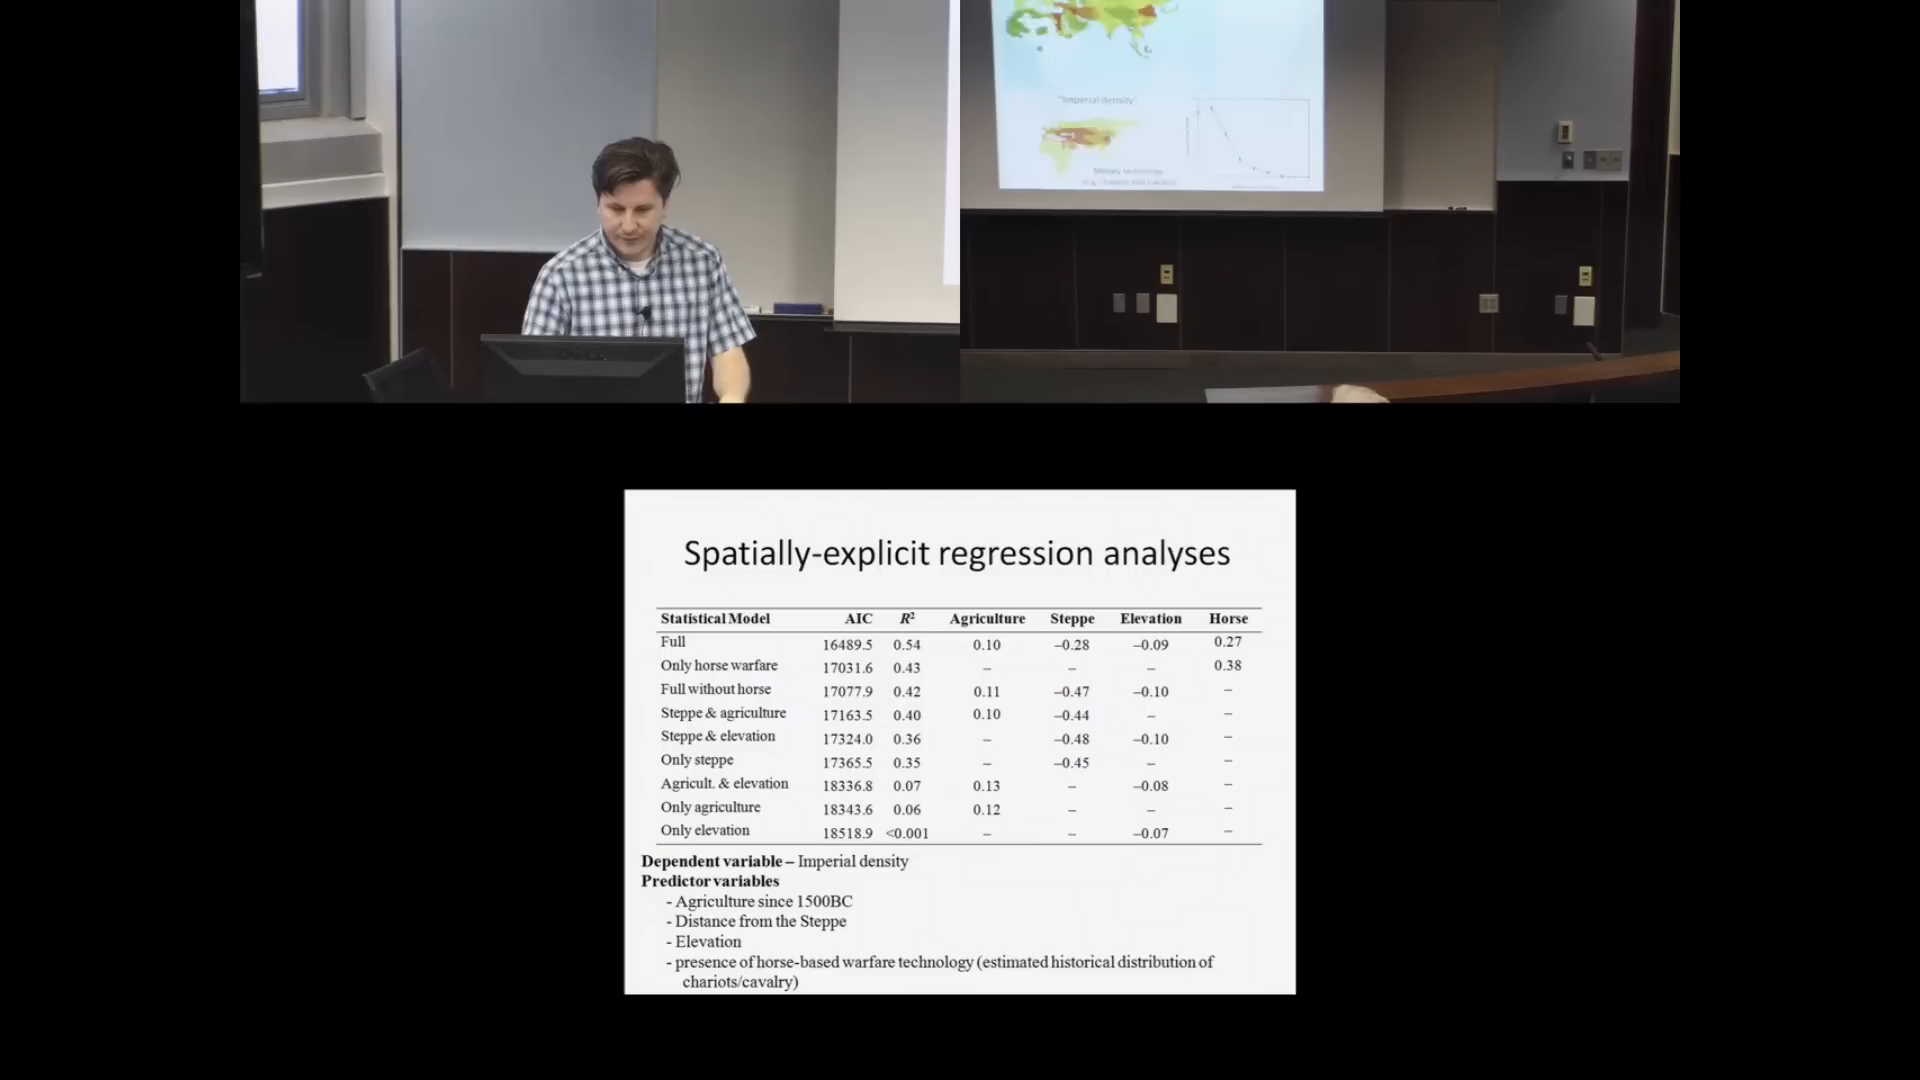 "Imperial density"
Military technology
Spatially-explicit regression analyses
Statistical Model AIC R² Agriculture Steppe Elevation Horse
Full 16489.5 0.54 0.10 –0.28 –0.09 0.27
Only horse warfare 17031.6 0.43 – – – 0.38
Full without horse 17077.9 0.42 0.11 –0.47 –0.10 –
Steppe & agriculture 17163.5 0.40 0.10 –0.44 – –
Steppe & elevation 17324.0 0.36 – –0.48 –0.10 –
Only steppe 17365.5 0.35 – –0.45 – –
Agricult. & elevation 18336.8 0.07 0.13 – –0.08 –
Only agriculture 18343.6 0.06 0.12 – – –
Only elevation 18518.9 <0.001 – – –0.07 –
Dependent variable – Imperial density
Predictor variables
- Agriculture since 1500BC
- Distance from the Steppe
- Elevation
- presence of horse-based warfare technology (estimated historical distribution of
chariots/cavalry)